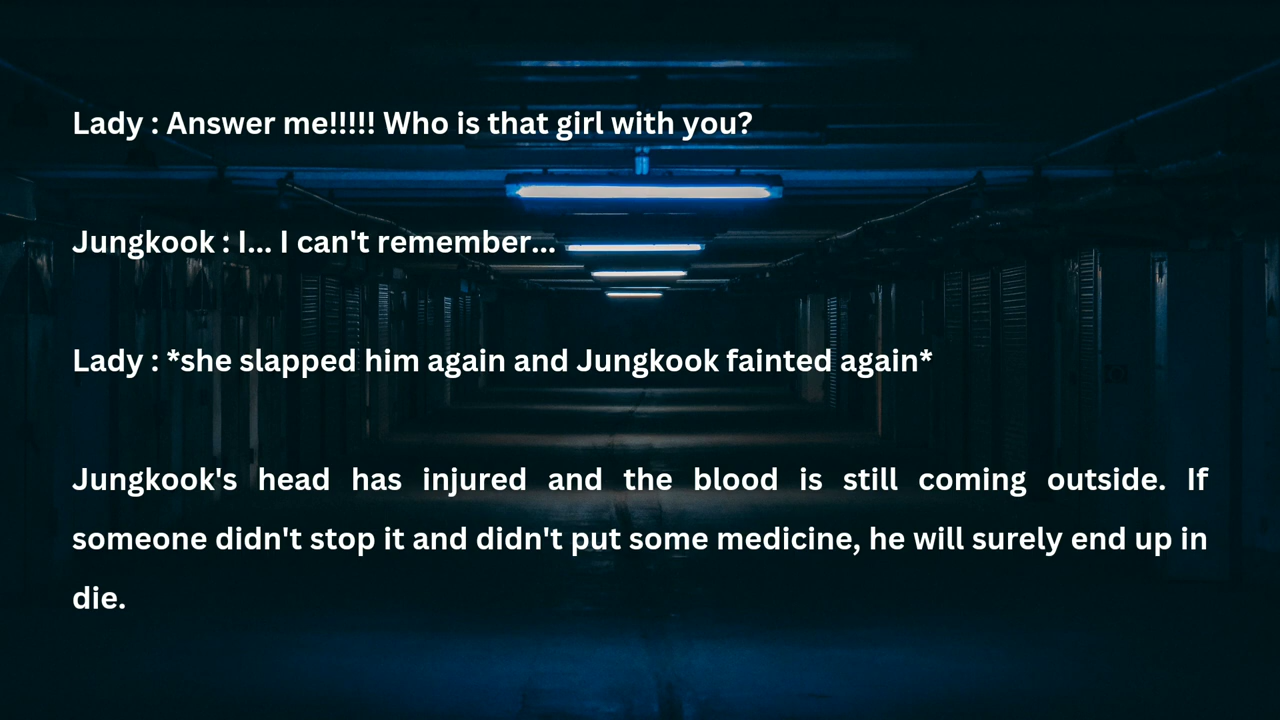 Lady : Answer me!!!!! Who is that girl with you?
Jungkook : I... I can't remember...
Lady : *she slapped him again and Jungkook fainted again*
Jungkook's head has injured and the blood is still coming outside. If
someone didn't stop it and didn't put some medicine, he will surely end up in
die.